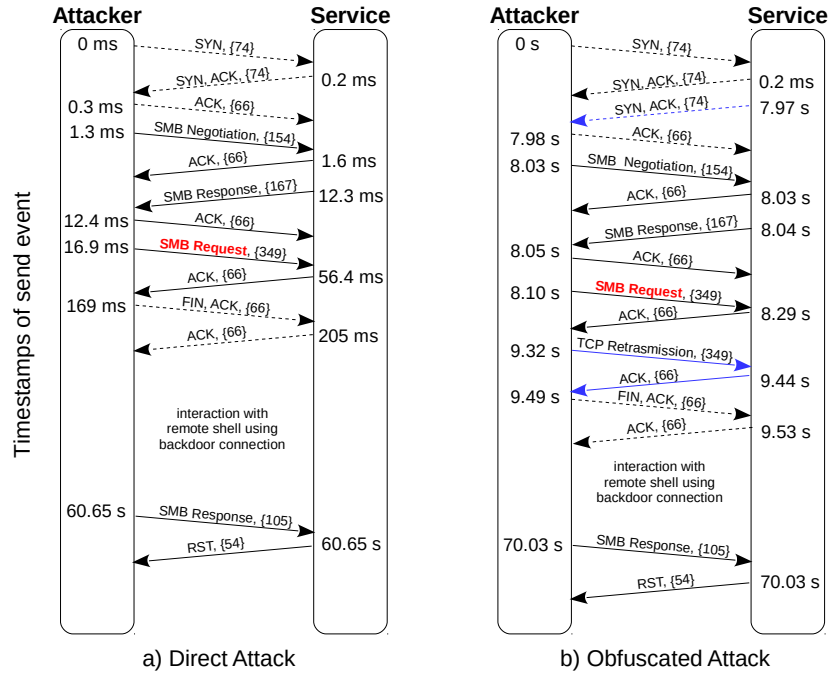 Attacker
Service
0 ms
SYN, {74}
SYN, ACK, {74}
0.2 ms
0.3 ms
ACK, {66}
1.3 ms
SMB Negotiation, {154}
ACK, {66}
1.6 ms
SMB Response, {167}
12.3 ms
12.4 ms
ACK, {66}
16.9 ms
SMB Request, {349}
ACK, {66}
56.4 ms
169 ms
FIN, ACK, {66}
ACK, {66}
205 ms
interaction with
remote shell using
backdoor connection
60.65 s
SMB Response, {105}
60.65 s
RST, {54}
Timestamps of send event
a) Direct Attack
Attacker
Service
0 s
SYN, {74}
SYN, ACK, {74}
0.2 ms
SYN, ACK, {74}
7.97 s
7.98 s
ACK, {66}
8.03 s
SMB Negotiation, {154}
ACK, {66}
8.03 s
SMB Response, {167}
8.04 s
8.05 s
ACK, {66}
8.10 s
SMB Request, {349}
ACK, {66}
8.29 s
9.32 s
TCP Retrasmission, {349}
ACK, {66}
9.44 s
9.49 s
FIN, ACK, {66}
ACK, {66}
9.53 s
interaction with
remote shell using
backdoor connection
70.03 s
SMB Response, {105}
RST, {54}
70.03 s
b) Obfuscated Attack